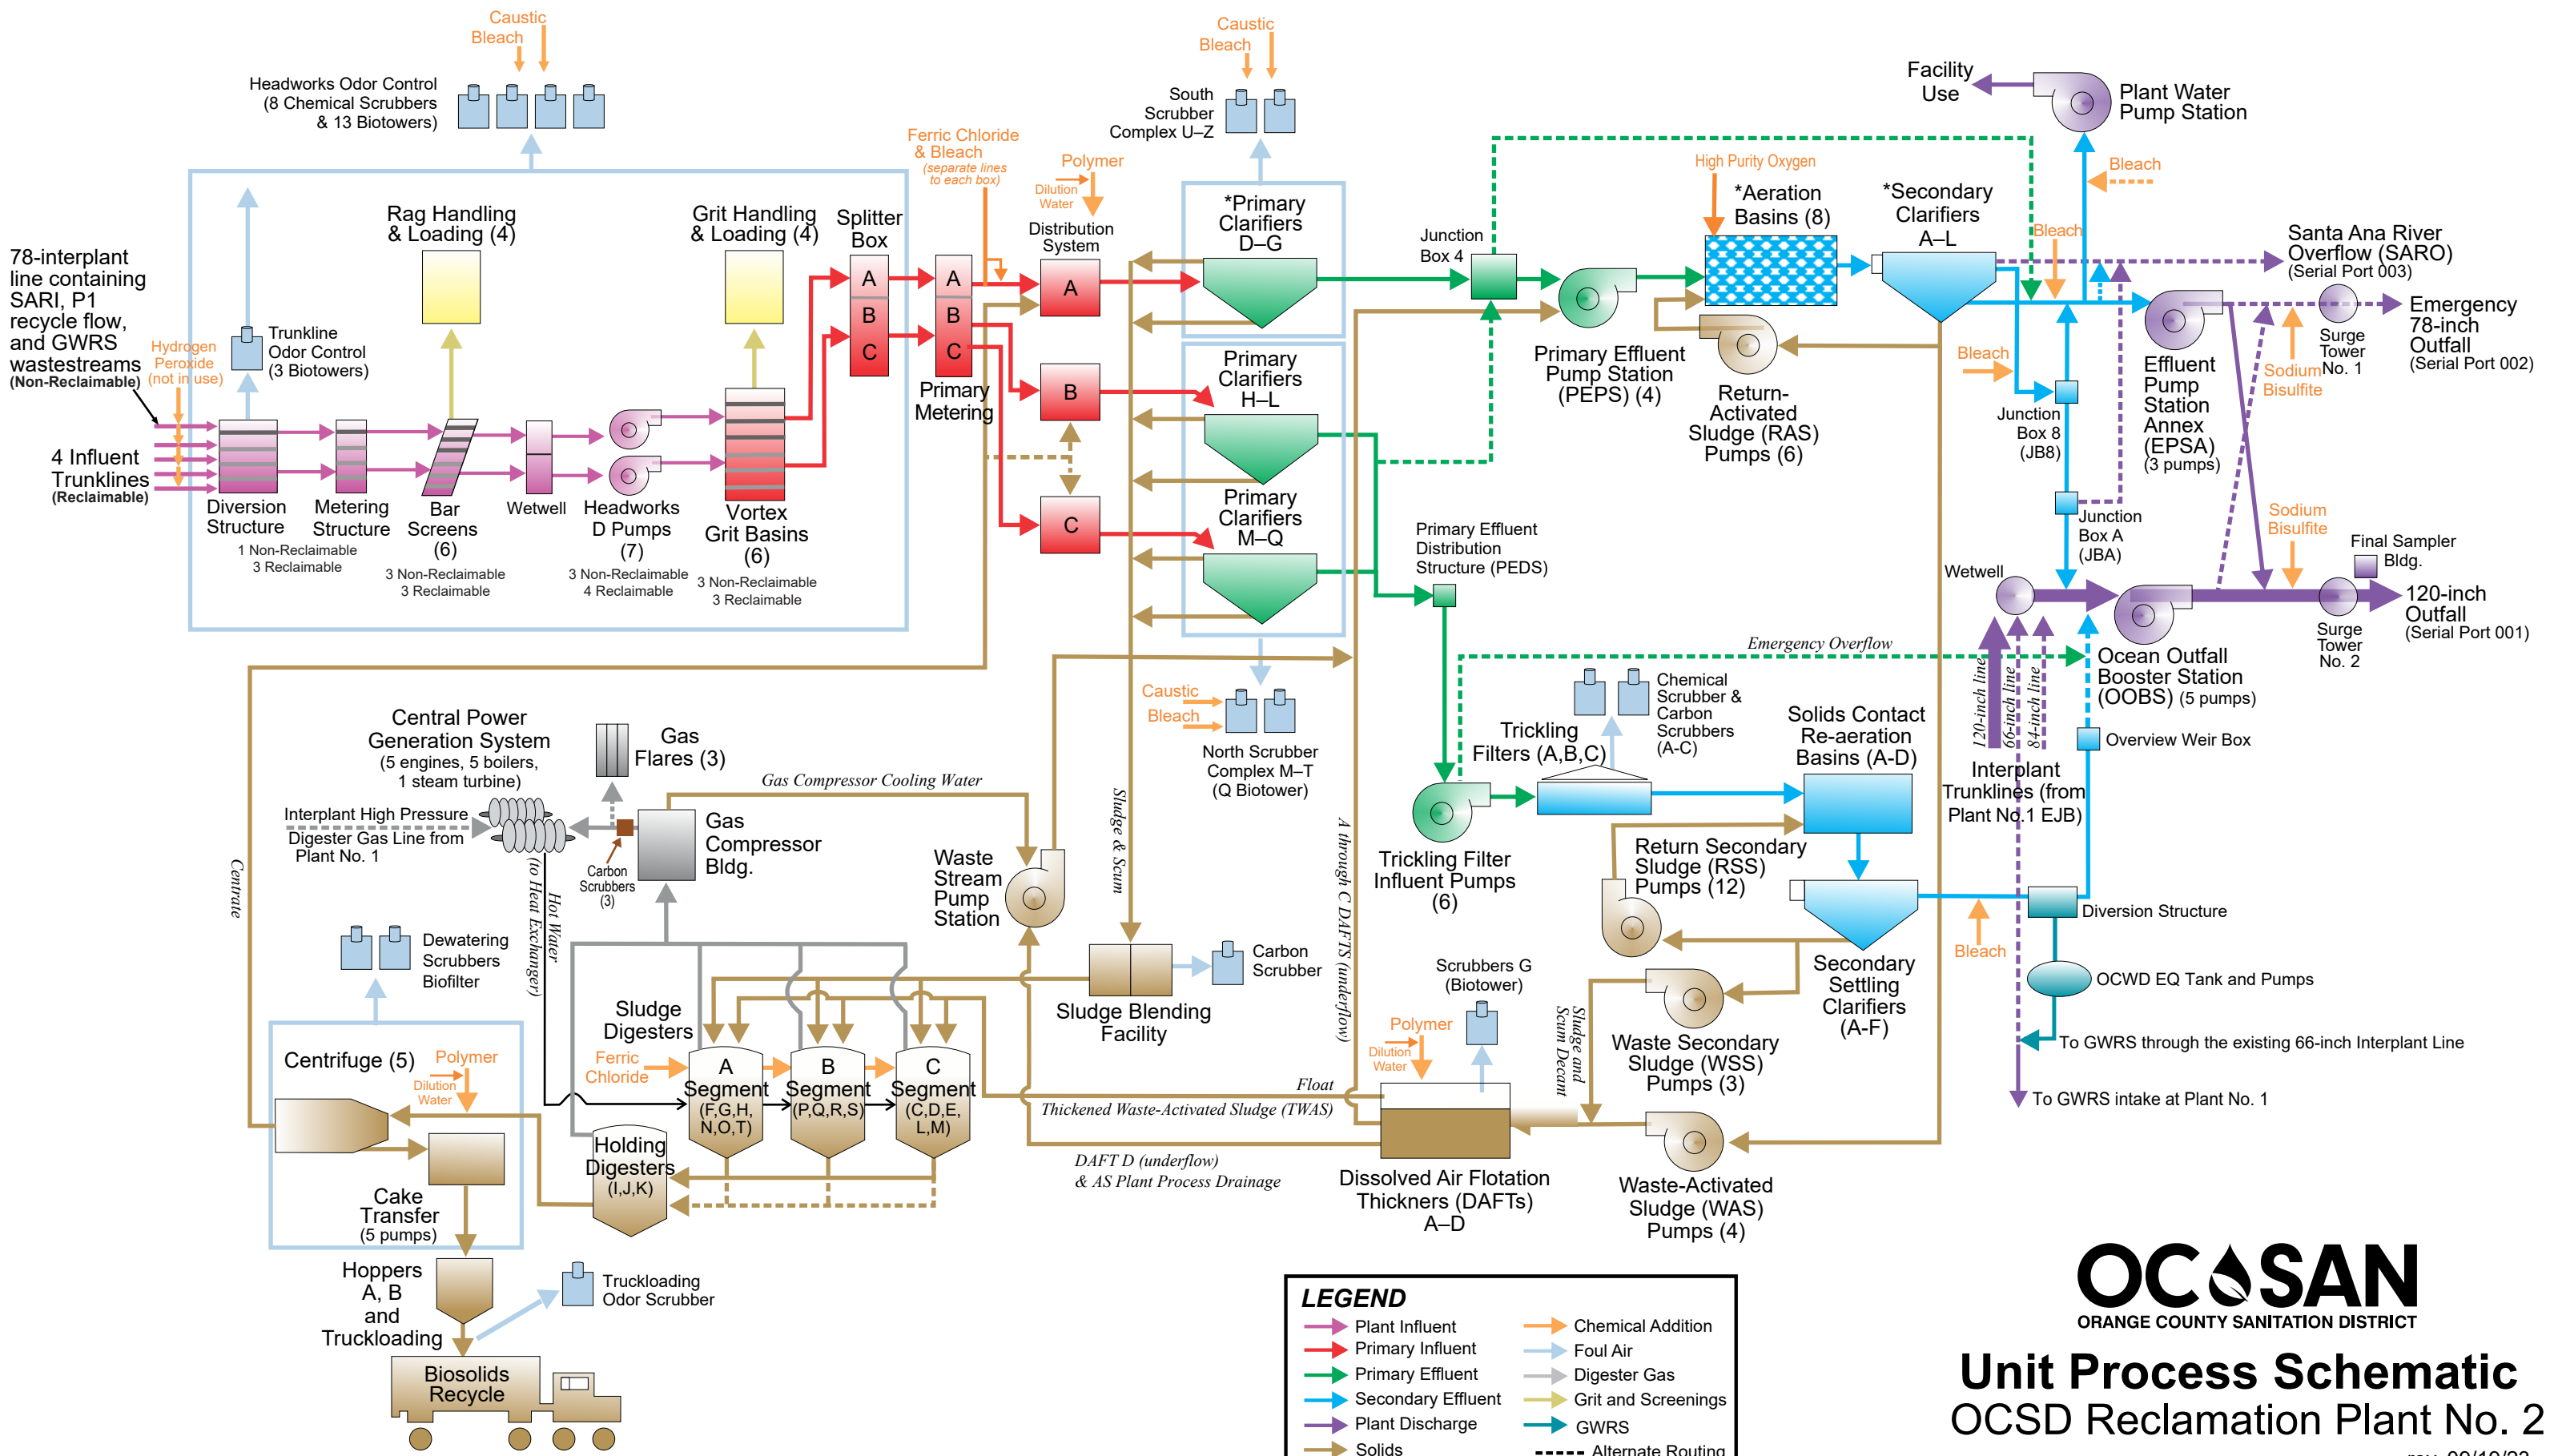 Caustic
Bleach
Headworks Odor Control
(8 Chemical Scrubbers
& 13 Biotowers)
Caustic
Bleach
South
Scrubber
Complex U–Z
Facility
Use
Plant Water
Pump Station
Bleach
Ferric Chloride
& Bleach
(separate lines
to each box)
Polymer
Dilution
Water
Distribution
System
High Purity Oxygen
*Aeration
Basins (8)
*Secondary
Clarifiers
A–L
Bleach
Santa Ana River
Overflow (SARO)
(Serial Port 003)
Rag Handling
& Loading (4)
Grit Handling
& Loading (4)
Splitter
Box
A
B
C
A
B
C
Primary
Metering
A
B
C
*Primary
Clarifiers
D–G
Primary
Clarifiers
H–L
Primary
Clarifiers
M–Q
Junction
Box 4
Primary Effluent
Pump Station
(PEPS) (4)
Return-
Activated
Sludge (RAS)
Pumps (6)
Bleach
Junction
Box 8
(JB8)
Junction
Box A
(JBA)
Effluent
Pump
Station
Annex
(EPSA)
(3 pumps)
Surge
Tower
No. 1
Sodium
Bisulfite
Emergency
78-inch
Outfall
(Serial Port 002)
78-interplant
line containing
SARI, P1
recycle flow,
and GWRS
wastestreams
(Non-Reclaimable)
Hydrogen
Peroxide
(not in use)
Trunkline
Odor Control
(3 Biotowers)
4 Influent
Trunklines
(Reclaimable)
Diversion
Structure
1 Non-Reclaimable
3 Reclaimable
Metering
Structure
Bar
Screens
(6)
3 Non-Reclaimable
3 Reclaimable
Wetwell
Headworks
D Pumps
(7)
3 Non-Reclaimable
4 Reclaimable
Vortex
Grit Basins
(6)
3 Non-Reclaimable
3 Reclaimable
Primary Effluent
Distribution
Structure (PEDS)
Wetwell
Sodium
Bisulfite
Final Sampler
Bldg.
120-inch
Outfall
(Serial Port 001)
Surge
Tower
No. 2
Ocean Outfall
Booster Station
(OOBS) (5 pumps)
Emergency Overflow
120-inch line
66-inch line
84-inch line
Interplant
Trunklines (from
Plant No.1 EJB)
Overview Weir Box
Caustic
Bleach
North Scrubber
Complex M–T
(Q Biotower)
Chemical
Scrubber &
Carbon
Scrubbers
(A-C)
Trickling
Filters (A,B,C)
Solids Contact
Re-aeration
Basins (A-D)
Trickling Filter
Influent Pumps
(6)
Return Secondary
Sludge (RSS)
Pumps (12)
Bleach
Diversion Structure
OCWD EQ Tank and Pumps
To GWRS through the existing 66-inch Interplant Line
To GWRS intake at Plant No. 1
Secondary
Settling
Clarifiers
(A-F)
Waste Secondary
Sludge (WSS)
Pumps (3)
Sludge and
Scum Decant
Waste-Activated
Sludge (WAS)
Pumps (4)
Central Power
Generation System
(5 engines, 5 boilers,
1 steam turbine)
Gas
Flares (3)
Interplant High Pressure
Digester Gas Line from
Plant No. 1
Carbon
Scrubbers
(3)
Gas
Compressor
Bldg.
Gas Compressor Cooling Water
Waste
Stream
Pump
Station
Sludge & Scum
A through C DAFTS (underflow)
Centrate
Hot Water
(to Heat Exchanger)
Dewatering
Scrubbers
Biofilter
Sludge
Digesters
Ferric
Chloride
A
Segment
(F,G,H,
N,O,T)
B
Segment
(P,Q,R,S)
C
Segment
(C,D,E,
L,M)
Sludge Blending
Facility
Carbon
Scrubber
Scrubbers G
(Biotower)
Polymer
Dilution
Water
Float
Thickened Waste-Activated Sludge (TWAS)
DAFT D (underflow)
& AS Plant Process Drainage
Dissolved Air Flotation
Thickners (DAFTs)
A–D
Centrifuge (5)
Polymer
Dilution
Water
Holding
Digesters
(I,J,K)
Cake
Transfer
(5 pumps)
Hoppers
A, B
and
Truckloading
Truckloading
Odor Scrubber
Biosolids
Recycle
LEGEND
Plant Influent
Primary Influent
Primary Effluent
Secondary Effluent
Plant Discharge
Solids
Chemical Addition
Foul Air
Digester Gas
Grit and Screenings
GWRS
Alternate Routing
OC SAN
ORANGE COUNTY SANITATION DISTRICT
Unit Process Schematic
OCSD Reclamation Plant No. 2